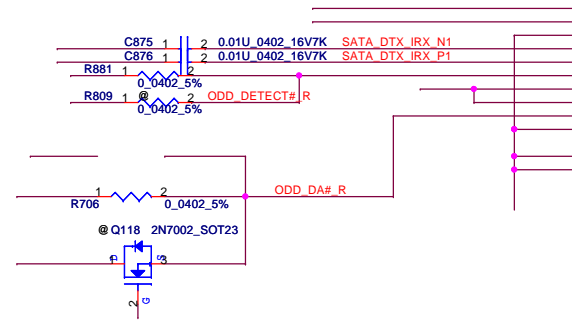 C875 1 2 0.01U_0402_16V7K SATA_DTX_IRX_N1
C876 1 2 0.01U_0402_16V7K SATA_DTX_IRX_P1
R881 1 2
0_0402_5%
R809 1 @ 2 ODD_DETECT#_R
0_0402_5%
1 2 ODD_DA#_R
R706 0_0402_5%
@ Q118 2N7002_SOT23
1 D S 3
2 G